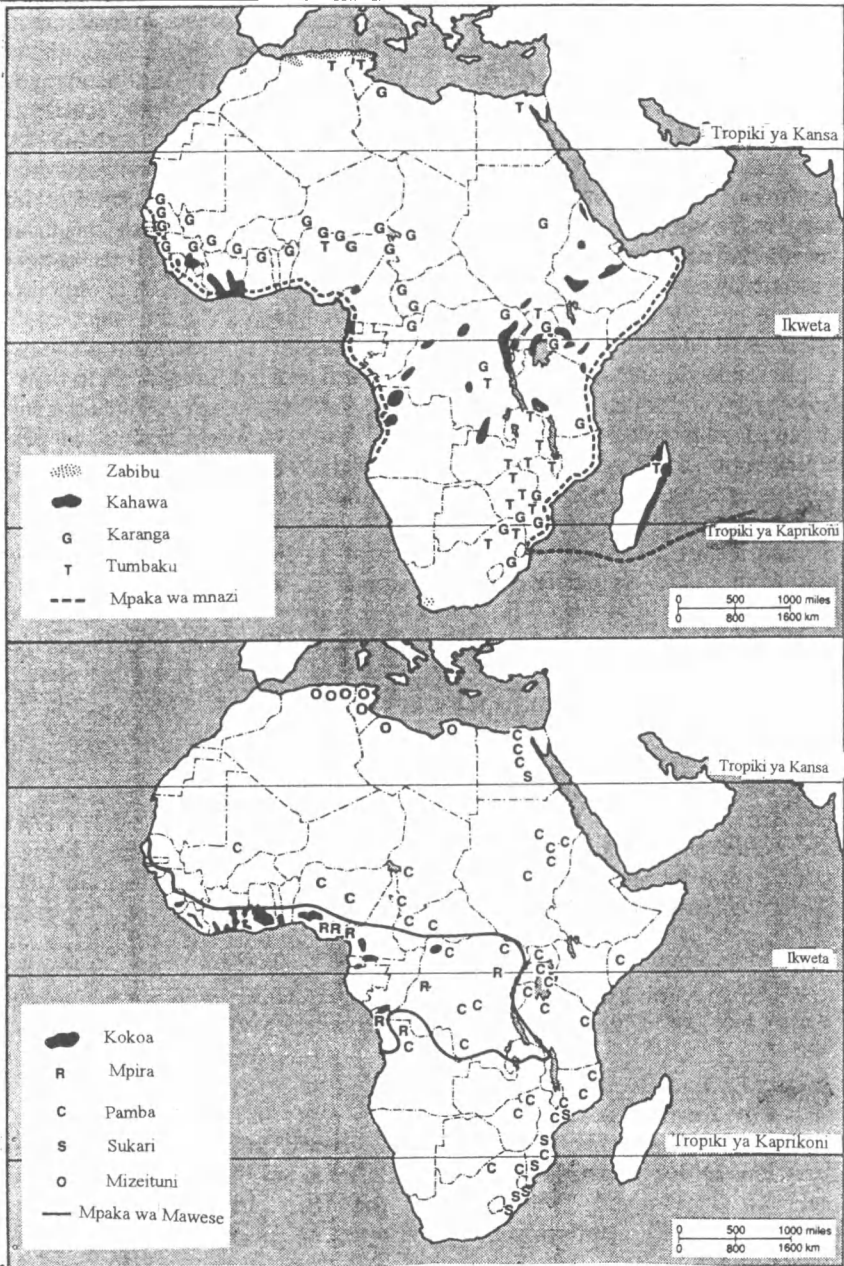 Tropiki ya Kansa
Ikweta
Tropiki ya Kaprikoni
Zabibu
Kahawa
G Karanga
T Tumbaku
Mpaka wa mnazi
0 500 1000 miles
0 800 1600 km
Tropiki ya Kansa
Ikweta
Tropiki ya Kaprikoni
Kokoa
R Mpira
C Pamba
S Sukari
O Mizeituni
Mpaka wa Mawese
0 500 1000 miles
0 800 1600 km